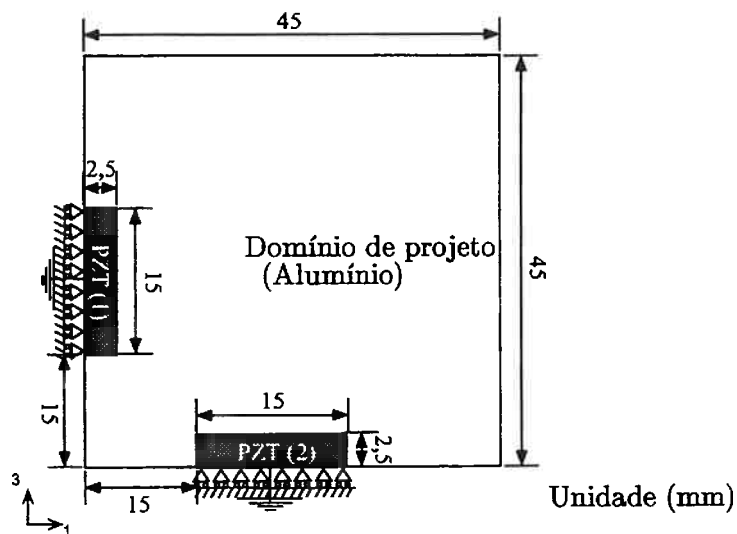 45
2,5
Domínio de projeto
(Alumínio)
PZT (1)
15
45
15
15
PZT (2)
2,5
15
3
1
Unidade (mm)